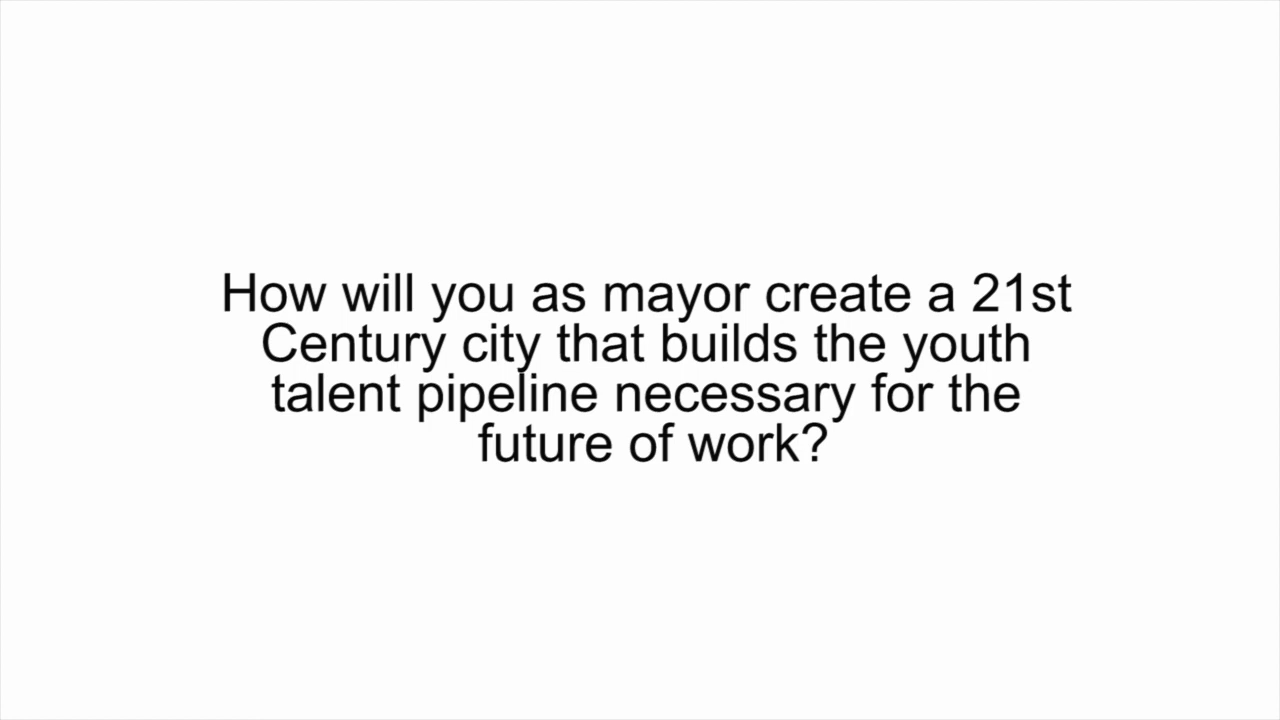 How will you as mayor create a 21st
Century city that builds the youth
talent pipeline necessary for the
future of work?